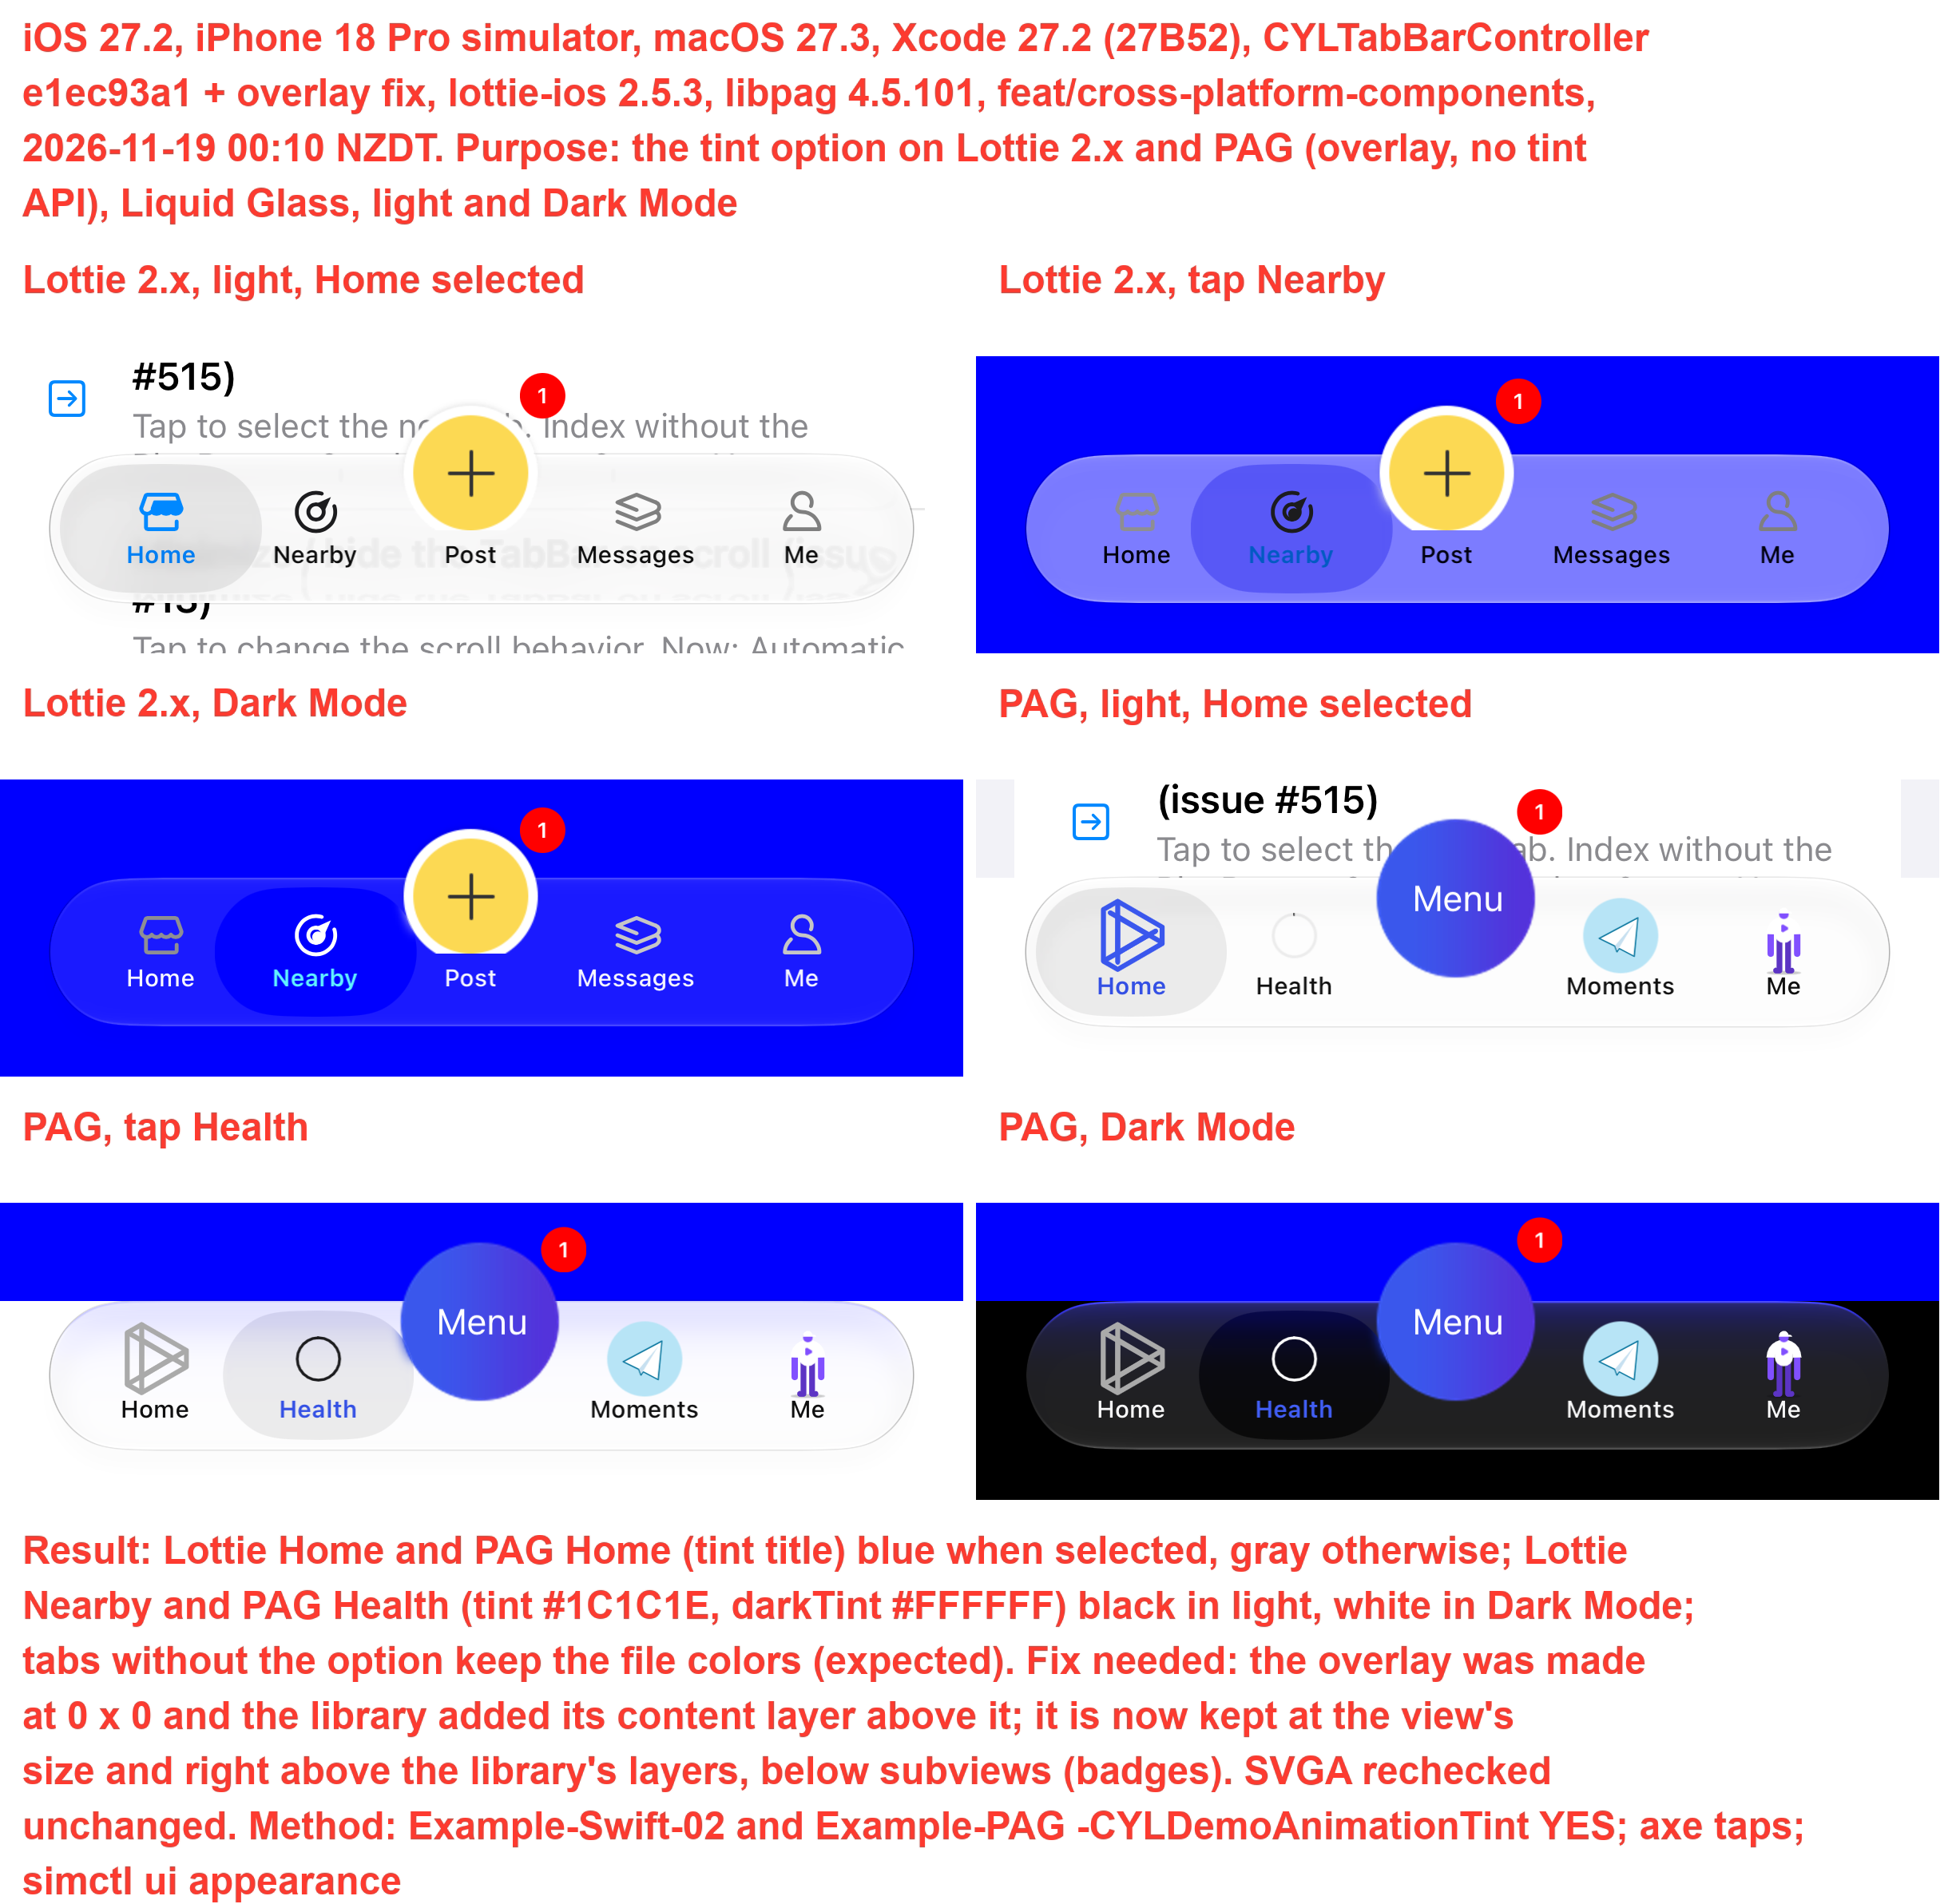 iOS 27.2, iPhone 18 Pro simulator, macOS 27.3, Xcode 27.2 (27B52), CYLTabBarController
e1ec93a1 + overlay fix, lottie-ios 2.5.3, libpag 4.5.101, feat/cross-platform-components,
2026-11-19 00:10 NZDT. Purpose: the tint option on Lottie 2.x and PAG (overlay, no tint
API), Liquid Glass, light and Dark Mode
Lottie 2.x, light, Home selected
#515)
1
Tap to select the b. Index without the
Home
Nearby
Post
Messages
Me
hide the TabBar scroll (issue
#13)
Tap to change the scroll behavior. Now: Automatic
Lottie 2.x, tap Nearby
1
Home
Nearby
Post
Messages
Me
Lottie 2.x, Dark Mode
1
Home
Nearby
Post
Messages
Me
PAG, light, Home selected
(issue #515)
1
Tap to select th ab. Index without the
Menu
Home
Health
Moments
Me
PAG, tap Health
1
Menu
Home
Health
Moments
Me
PAG, Dark Mode
1
Menu
Home
Health
Moments
Me
Result: Lottie Home and PAG Home (tint title) blue when selected, gray otherwise; Lottie
Nearby and PAG Health (tint #1C1C1E, darkTint #FFFFFF) black in light, white in Dark Mode;
tabs without the option keep the file colors (expected). Fix needed: the overlay was made
at 0 x 0 and the library added its content layer above it; it is now kept at the view's
size and right above the library's layers, below subviews (badges). SVGA rechecked
unchanged. Method: Example-Swift-02 and Example-PAG -CYLDemoAnimationTint YES; axe taps;
simctl ui appearance